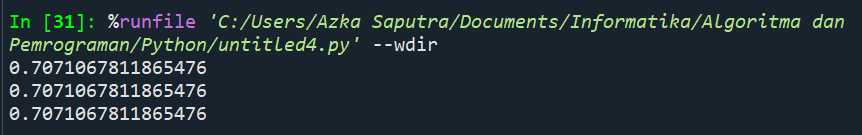 In [31]: %runfile 'C:/Users/Azka Saputra/Documents/Informatika/Algoritma dan
Pemrograman/Python/untitled4.py' --wdir
0.7071067811865476
0.7071067811865476
0.7071067811865476